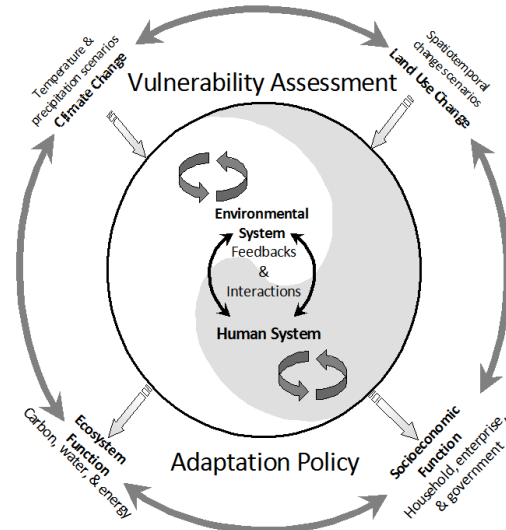 Temperature &
precipitation scenarios
Climate Change
Spatiotemporal
change scenarios
Land Use Change
Vulnerability Assessment
Environmental
System
Feedbacks
&
Interactions
Human System
Ecosystem
Function
Carbon, water, & energy
Adaptation Policy
Socioeconomic
Function
Household, enterprise,
& government